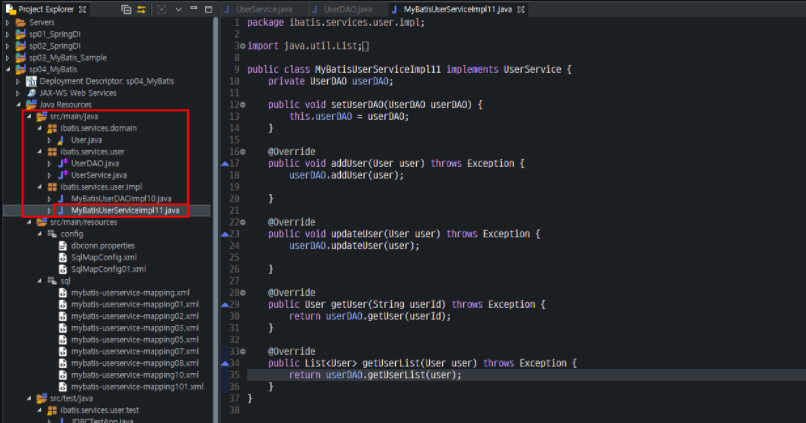 Project Explorer
Servers
sp01_SpringDI
sp02_SpringDI
sp03_MyBatis_Sample
sp04_MyBatis
Deployment Descriptor: sp04_MyBatis
JAX-WS Web Services
Java Resources
src/main/java
ibatis.services.domain
User.java
ibatis.services.user
UserDAO.java
UserService.java
ibatis.services.user.impl
MyBatisUserDAOImpl10.java
MyBatisUserServiceImpl11.java
src/main/resources
config
dbconn.properties
SqlMapConfig.xml
SqlMapConfig01.xml
sql
mybatis-userservice-mapping.xml
mybatis-userservice-mapping01.xml
mybatis-userservice-mapping02.xml
mybatis-userservice-mapping03.xml
mybatis-userservice-mapping05.xml
mybatis-userservice-mapping07.xml
mybatis-userservice-mapping08.xml
mybatis-userservice-mapping10.xml
mybatis-userservice-mapping101.xml
src/test/java
ibatis.services.user.test
JDBCTestApp.java
UserService.java UserDAO.java MyBatisUserServiceImpl11.java
1 package ibatis.services.user.impl;
2
3 import java.util.List;
8
9 public class MyBatisUserServiceImpl11 implements UserService {
10 private UserDAO userDAO;
11
12 public void setUserDAO(UserDAO userDAO) {
13 this.userDAO = userDAO;
14 }
15
16 @Override
17 public void addUser(User user) throws Exception {
18 userDAO.addUser(user);
19
20 }
21
22 @Override
23 public void updateUser(User user) throws Exception {
24 userDAO.updateUser(user);
25
26 }
27
28 @Override
29 public User getUser(String userId) throws Exception {
30 return userDAO.getUser(userId);
31 }
32
33 @Override
34 public List<User> getUserList(User user) throws Exception {
35 return userDAO.getUserList(user);
36 }
37 }
38